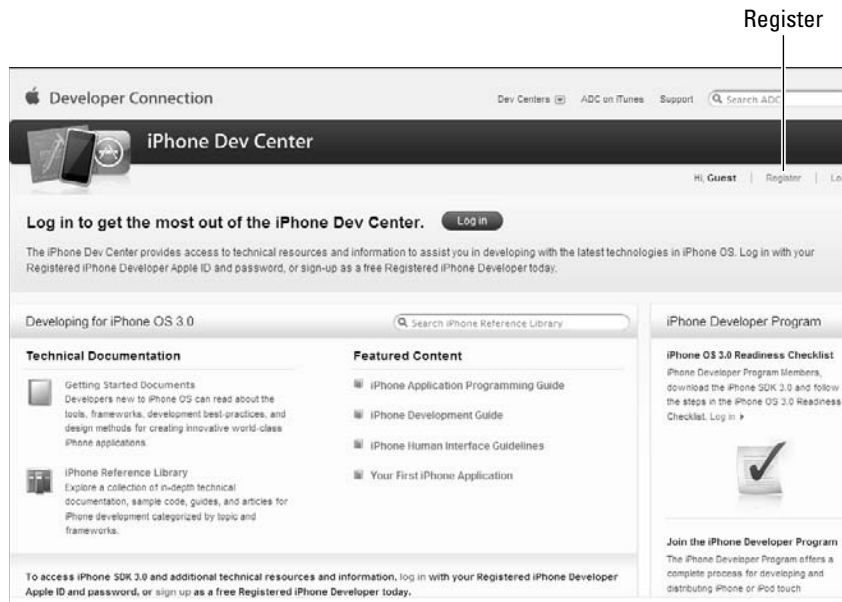 Register
Developer Connection
Dev Centers
ADC on iTunes
Support
Search ADC
iPhone Dev Center
Hi, Guest | Register |
Log in to get the most out of the iPhone Dev Center.
Log in
The iPhone Dev Center provides access to technical resources and information to assist you in developing with the latest technologies in iPhone OS. Log in with your
Registered iPhone Developer Apple ID and password, or sign-up as a free Registered iPhone Developer today.
Developing for iPhone OS 3.0
Search iPhone Reference Library
Technical Documentation
Getting Started Documents
Developers new to iPhone OS can read about the
tools, frameworks, development best-practices, and
design methods for creating innovative world-class
iPhone applications.
iPhone Reference Library
Explore a collection of in-depth technical
documentation, sample code, guides, and articles for
iPhone development categorized by topic and
frameworks.
Featured Content
iPhone Application Programming Guide
iPhone Development Guide
iPhone Human Interface Guidelines
Your First iPhone Application
To access iPhone SDK 3.0 and additional technical resources and information, log in with your Registered iPhone Developer
Apple ID and password, or sign up as a free Registered iPhone Developer today.
iPhone Developer Program
iPhone OS 3.0 Readiness Checklist
iPhone Developer Program Members,
download the iPhone SDK 3.0 and follow
the steps in the iPhone OS 3.0 Readiness
Checklist. Log in
Join the iPhone Developer Program
The iPhone Developer Program offers a
complete process for developing and
distributing iPhone or iPod touch